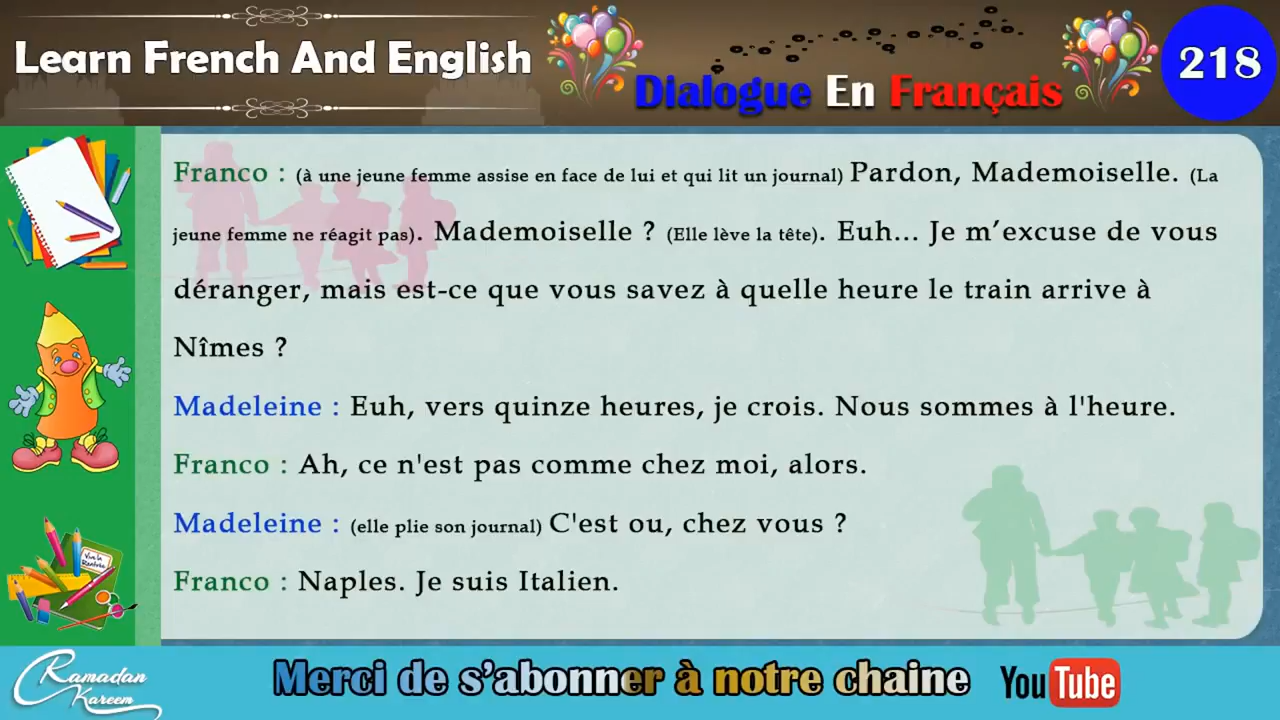 Learn French And English
Dialogue En Français
218
Franco : (à une jeune femme assise en face de lui et qui lit un journal) Pardon, Mademoiselle. (La
jeune femme ne réagit pas). Mademoiselle ? (Elle lève la tête). Euh... Je m’excuse de vous
déranger, mais est-ce que vous savez à quelle heure le train arrive à
Nîmes ?
Madeleine : Euh, vers quinze heures, je crois. Nous sommes à l'heure.
Franco : Ah, ce n'est pas comme chez moi, alors.
Madeleine : (elle plie son journal) C'est ou, chez vous ?
Franco : Naples. Je suis Italien.
Vive la
Rentrée
Ramadan
Kareem
Merci de s’abonner à notre chaine
YouTube